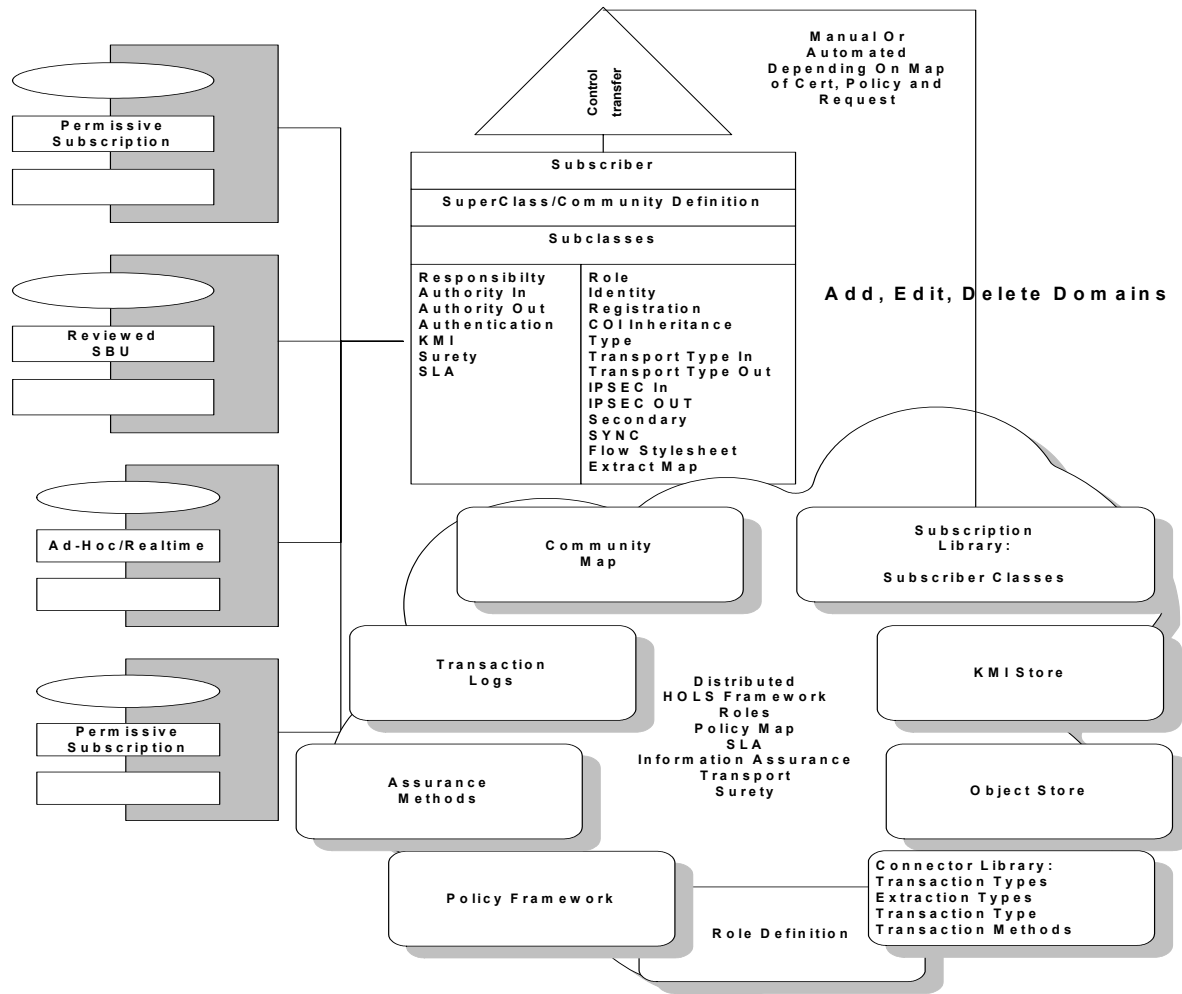 Manual Or
Automated
Depending On Map
of Cert, Policy and
Request
Control
transfer
Permissive
Subscription
Subscriber
SuperClass/Community Definition
Subclasses
Responsibilty
Authority In
Authority Out
Authentication
KMI
Surety
SLA
Role
Identity
Registration
COI Inheritance
Type
Transport Type In
Transport Type Out
IPSEC In
IPSEC OUT
Secondary
SYNC
Flow Stylesheet
Extract Map
Add, Edit, Delete Domains
Reviewed
SBU
Ad-Hoc/Realtime
Permissive
Subscription
Community
Map
Subscription
Library:
Subscriber Classes
Transaction
Logs
KMI Store
Distributed
HOLS Framework
Roles
Policy Map
SLA
Information Assurance
Transport
Surety
Assurance
Methods
Object Store
Policy Framework
Connector Library:
Transaction Types
Extraction Types
Transaction Type
Transaction Methods
Role Definition